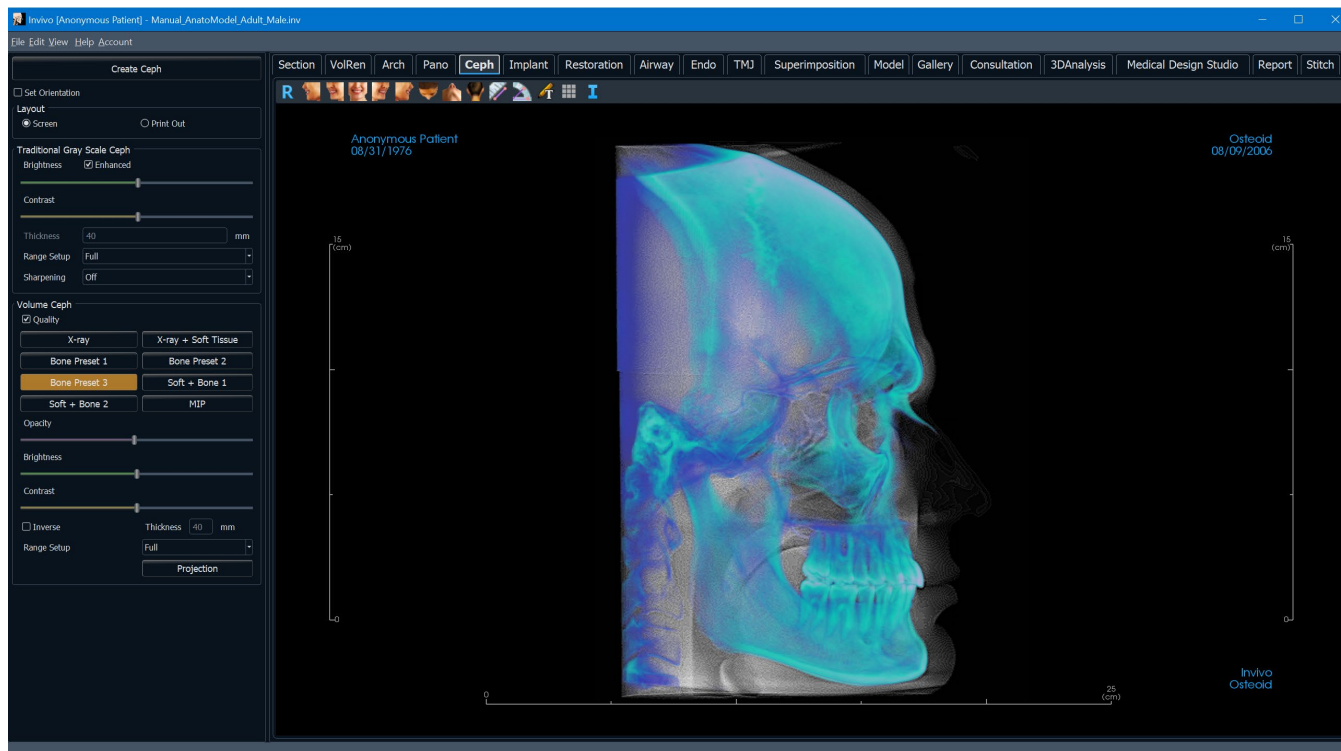 Invivo [Anonymous Patient] - Manual_AnatoModel_Adult_Male.inv
File Edit View Help Account
Create Ceph
Set Orientation
Layout
Screen Print Out
Traditional Gray Scale Ceph
Brightness Enhanced
Contrast
Thickness 40 mm
Range Setup Full
Sharpening Off
Volume Ceph
Quality
X-ray X-ray + Soft Tissue
Bone Preset 1 Bone Preset 2
Bone Preset 3 Soft + Bone 1
Soft + Bone 2 MIP
Opacity
Brightness
Contrast
Inverse Thickness 40 mm
Range Setup Full
Projection
Section VolRen Arch Pano Ceph Implant Restoration Airway Endo TMJ Superimposition Model Gallery Consultation 3DAnalysis Medical Design Studio Report Stitch
R T I
Anonymous Patient
08/31/1976
Osteoid
08/09/2006
15
(cm)
0
15
(cm)
0
Invivo
Osteoid
0 25
(cm)